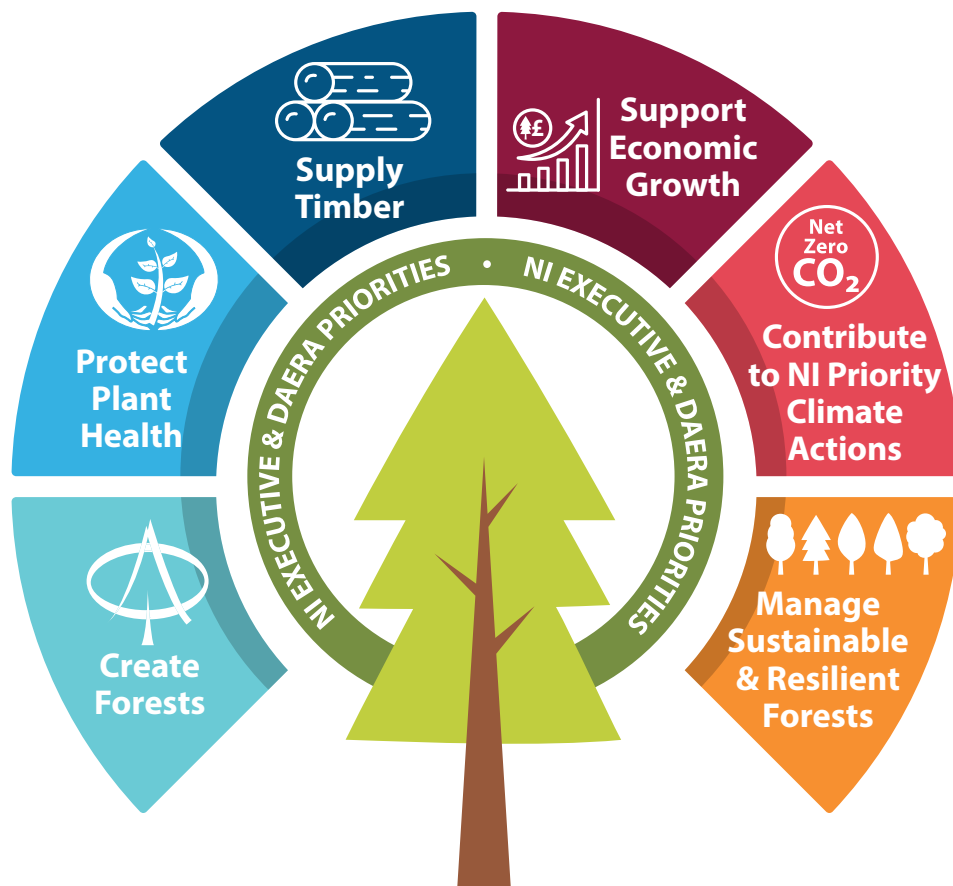 Supply
Timber
£
Support
Economic
Growth
Protect
Plant
Health
Net
Zero
CO₂
Contribute
to NI Priority
Climate
Actions
Create
Forests
Manage
Sustainable
& Resilient
Forests
NI EXECUTIVE & DAERA PRIORITIES • NI EXECUTIVE & DAERA PRIORITIES